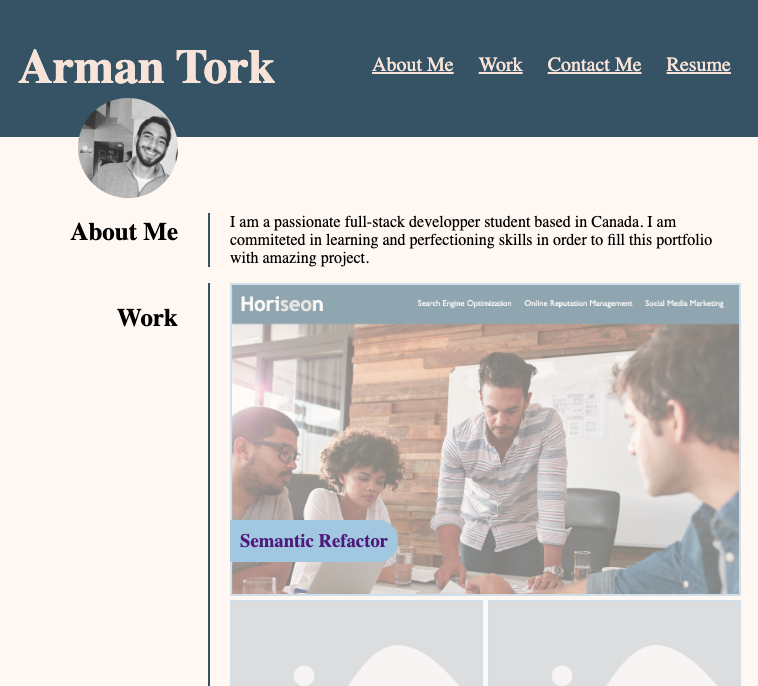 Arman Tork
About Me Work Contact Me Resume
About Me
I am a passionate full-stack developper student based in Canada. I am
commiteted in learning and perfectioning skills in order to fill this portfolio
with amazing project.
Work
Horiseon
Search Engine Optimization Online Reputation Management Social Media Marketing
Semantic Refactor